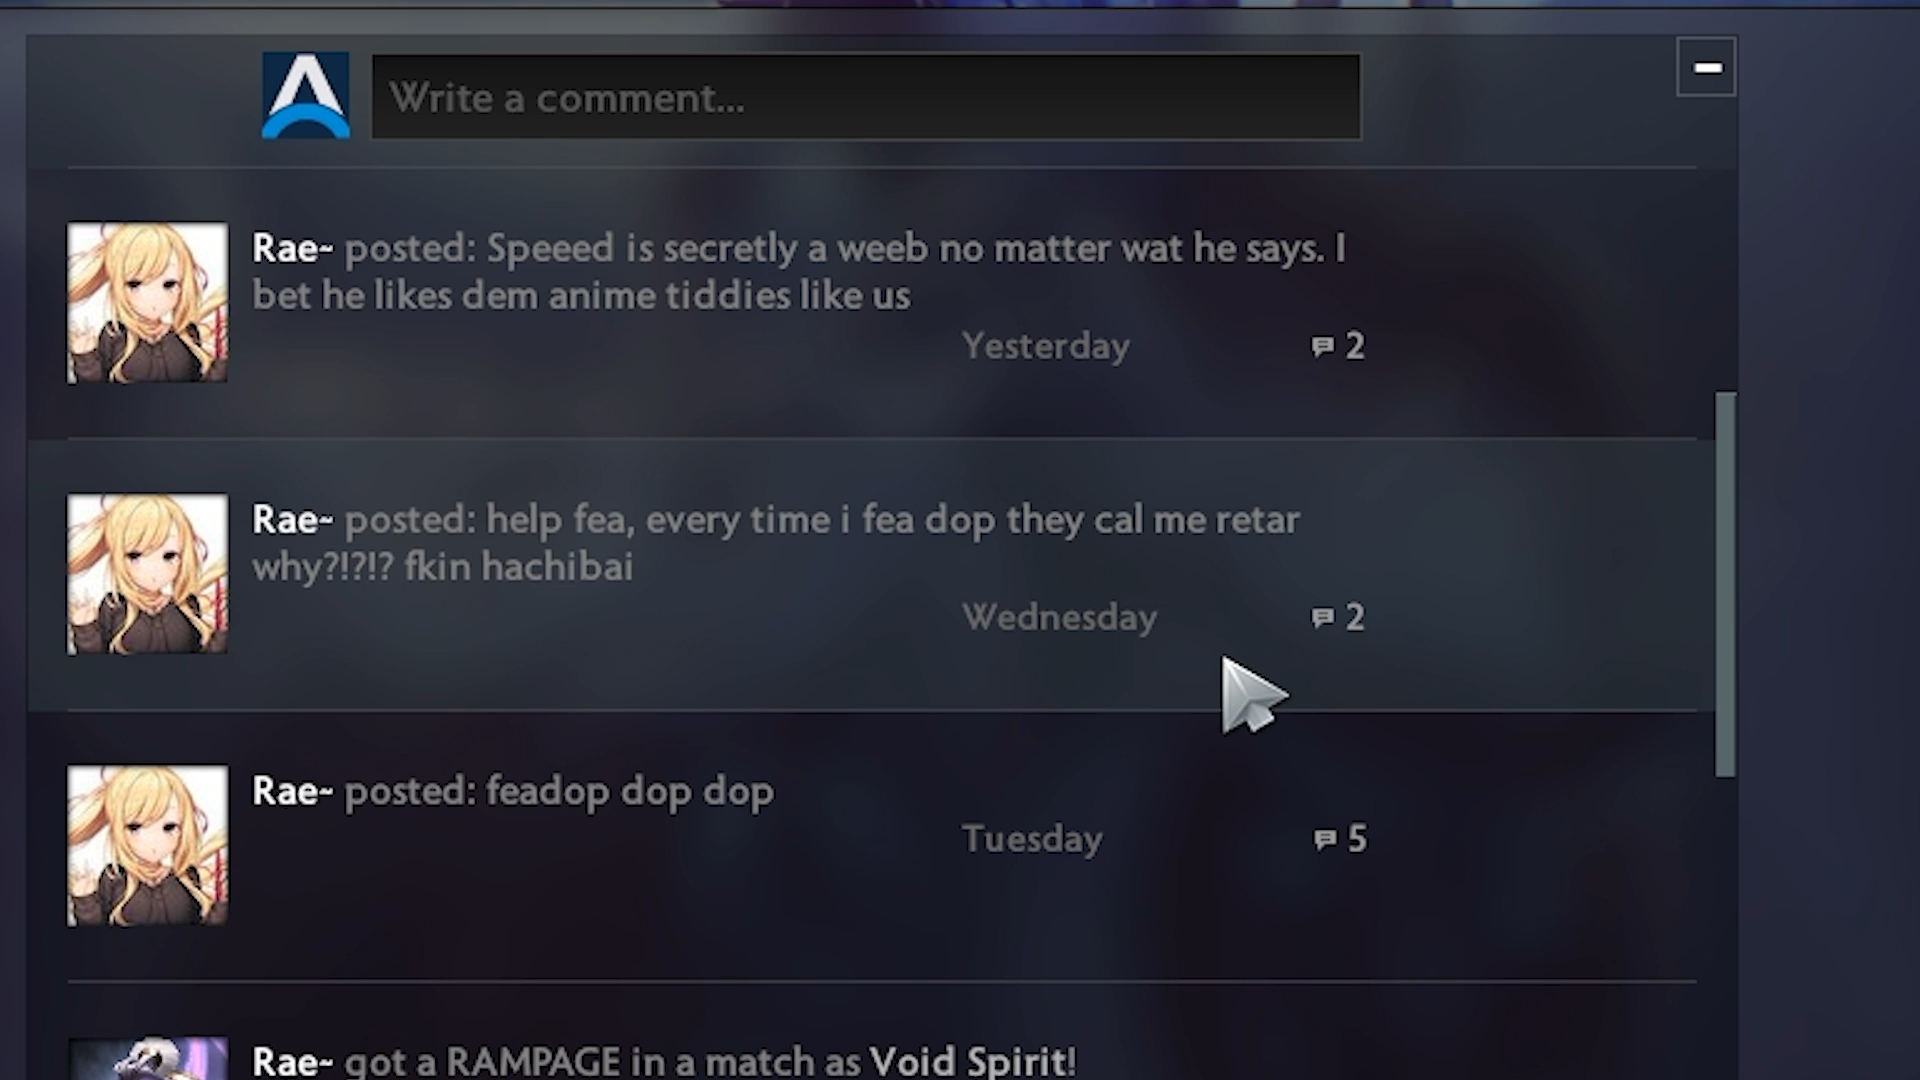 Write a comment...
Rae~ posted: Speeed is secretly a weeb no matter wat he says. I
bet he likes dem anime tiddies like us
Yesterday 2
Rae~ posted: help fea, every time i fea dop they cal me retar
why?!?!? fkin hachibai
Wednesday 2
Rae~ posted: feadop dop dop
Tuesday 5
Rae~ got a RAMPAGE in a match as Void Spirit!